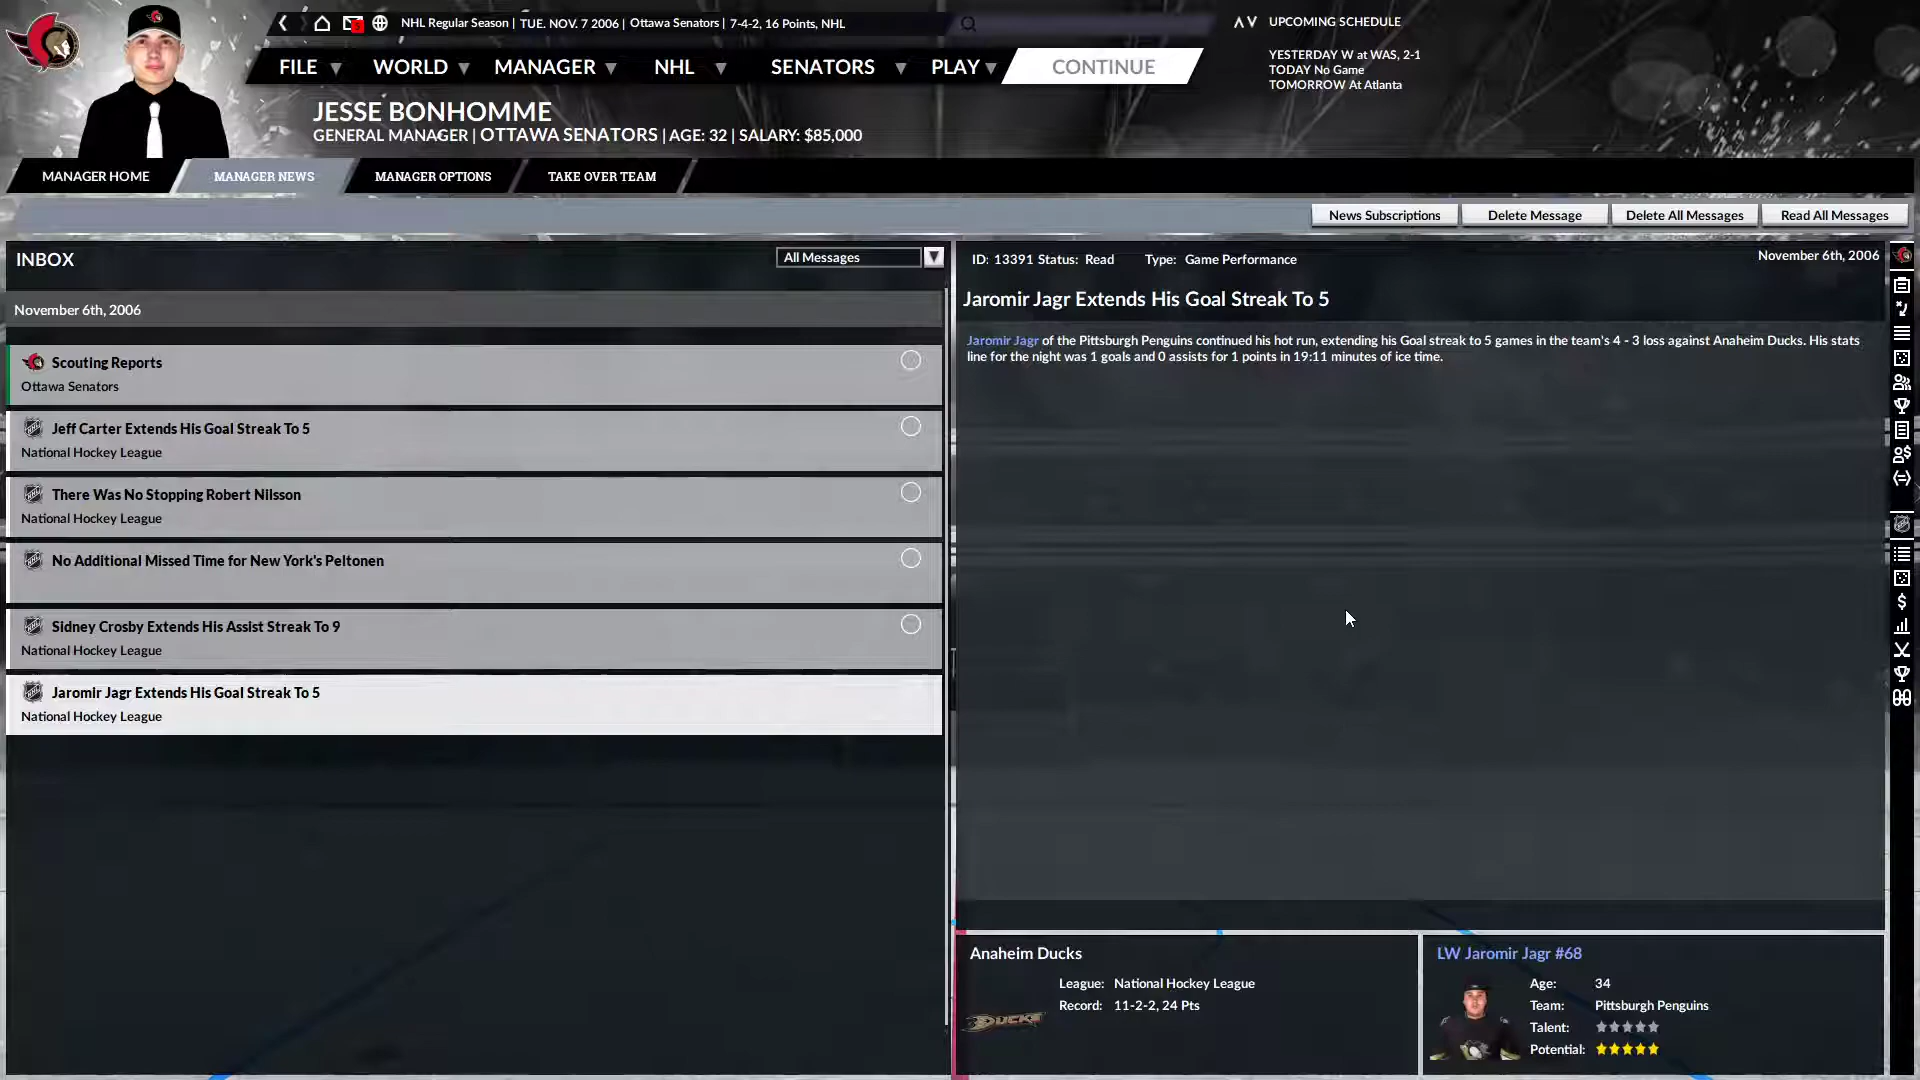 NHL Regular Season | TUE. NOV. 7 2006 | Ottawa Senators | 7-4-2, 16 Points, NHL
UPCOMING SCHEDULE
YESTERDAY W at WAS, 2-1
TODAY No Game
TOMORROW At Atlanta
FILE WORLD MANAGER NHL SENATORS PLAY CONTINUE
JESSE BONHOMME
GENERAL MANAGER | OTTAWA SENATORS | AGE: 32 | SALARY: $85,000
MANAGER HOME MANAGER NEWS MANAGER OPTIONS TAKE OVER TEAM
News Subscriptions Delete Message Delete All Messages Read All Messages
INBOX
All Messages
November 6th, 2006
Scouting Reports
Ottawa Senators
Jeff Carter Extends His Goal Streak To 5
National Hockey League
There Was No Stopping Robert Nilsson
National Hockey League
No Additional Missed Time for New York's Peltonen
Sidney Crosby Extends His Assist Streak To 9
National Hockey League
Jaromir Jagr Extends His Goal Streak To 5
National Hockey League
ID: 13391 Status: Read Type: Game Performance
November 6th, 2006
Jaromir Jagr Extends His Goal Streak To 5
Jaromir Jagr of the Pittsburgh Penguins continued his hot run, extending his Goal streak to 5 games in the team's 4 - 3 loss against Anaheim Ducks. His stats
line for the night was 1 goals and 0 assists for 1 points in 19:11 minutes of ice time.
Anaheim Ducks
League: National Hockey League
Record: 11-2-2, 24 Pts
DUCKS
LW Jaromir Jagr #68
Age: 34
Team: Pittsburgh Penguins
Talent:
Potential: